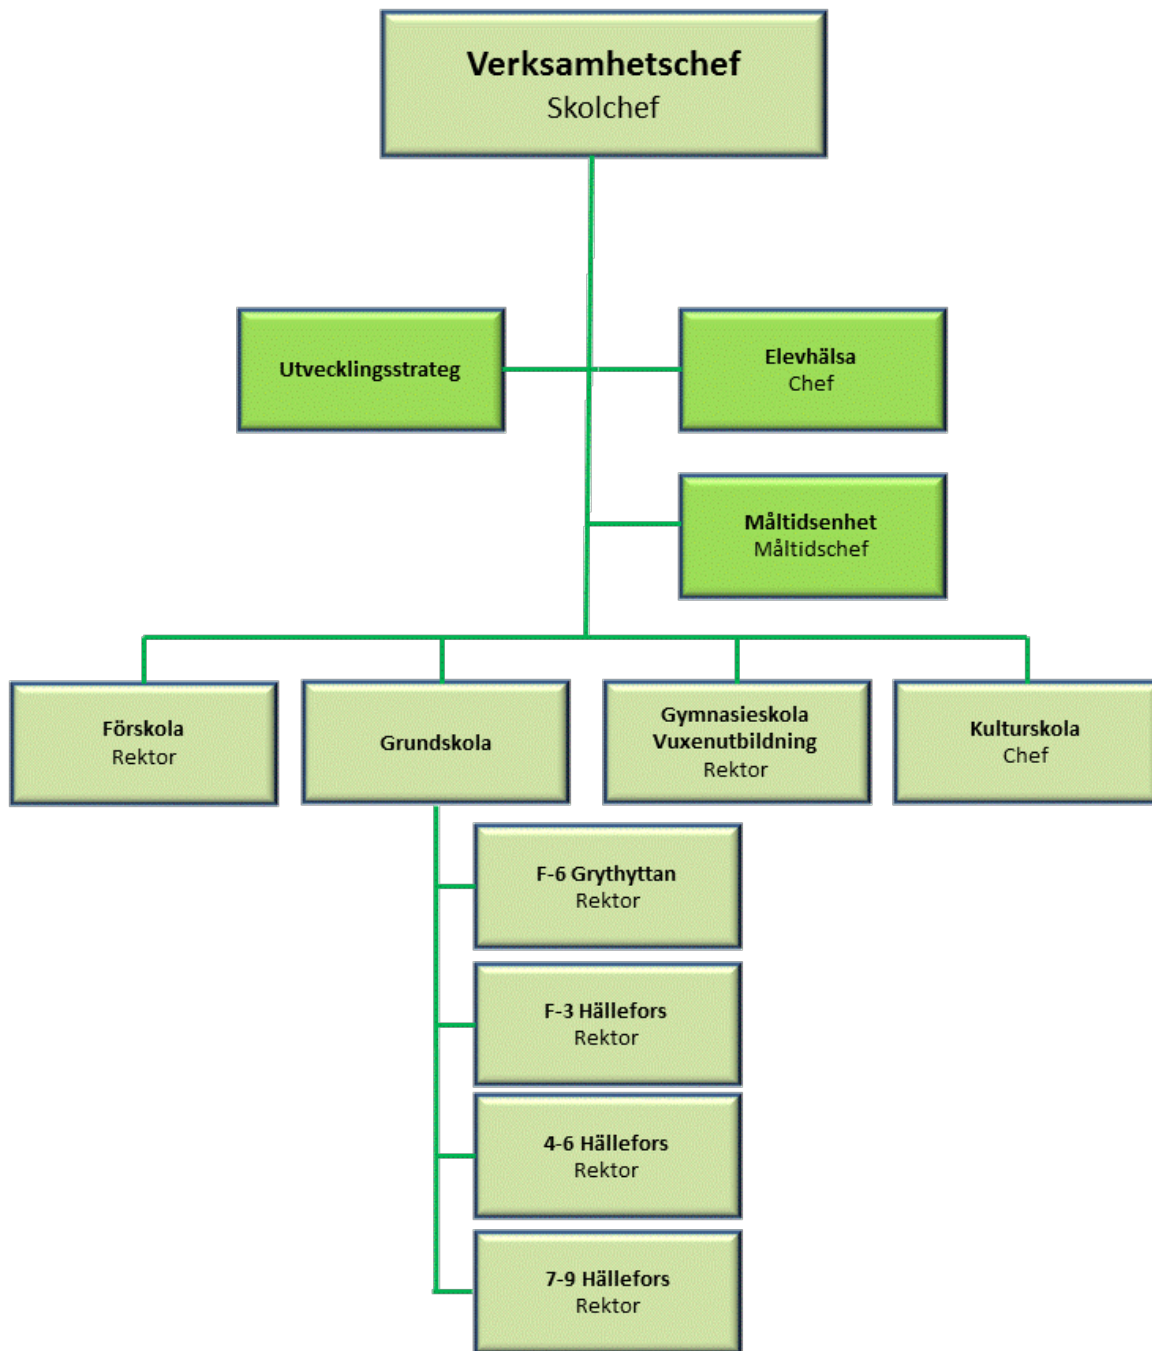 Verksamhetschef
Skolchef
Utvecklingsstrateg
Elevhälsa
Chef
Måltidsenhet
Måltidschef
Förskola
Rektor
Grundskola
Gymnasieskola
Vuxenutbildning
Rektor
Kulturskola
Chef
F-6 Grythyttan
Rektor
F-3 Hällefors
Rektor
4-6 Hällefors
Rektor
7-9 Hällefors
Rektor